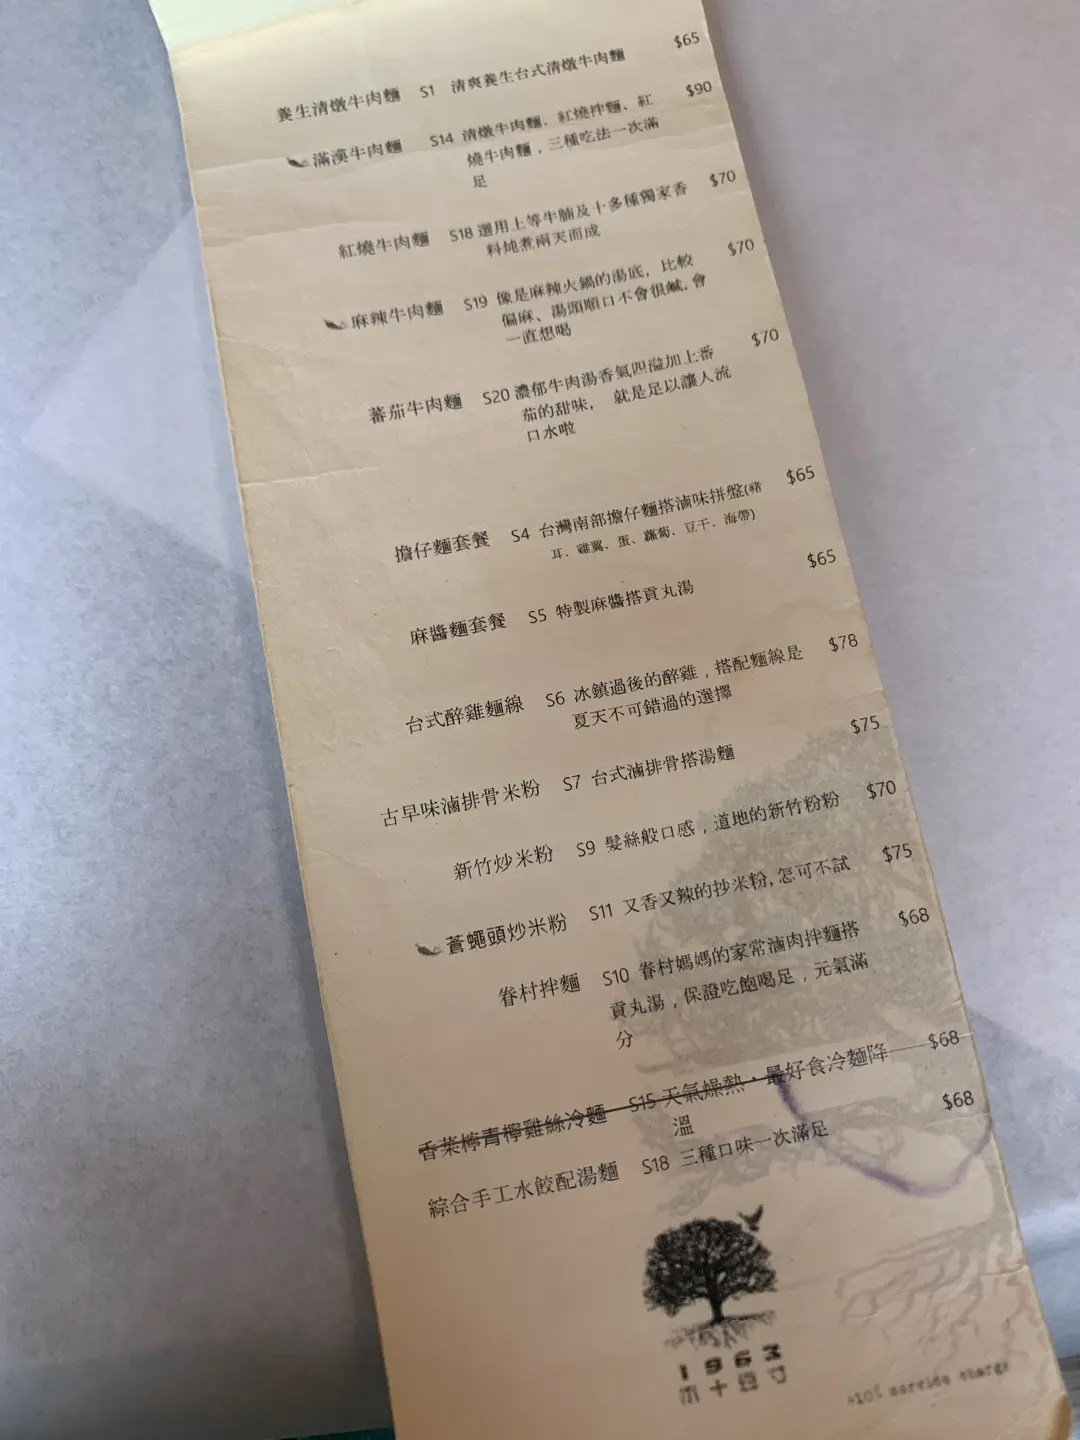 養生清燉牛肉麵 S1 清爽養生台式清燉牛肉麵 $65
滿漢牛肉麵 S14 清燉牛肉麵、紅燒拌麵、紅 $90
燒牛肉麵，三種吃法一次滿
足
紅燒牛肉麵 S18 選用上等牛腩及十多種獨家香 $70
料炖煮兩天而成
麻辣牛肉麵 S19 像是麻辣火鍋的湯底，比較 $70
偏麻、湯頭順口不會很鹹,會
一直想喝
蕃茄牛肉麵 S20 濃郁牛肉湯香氣四溢加上番 $70
茄的甜味， 就是足以讓人流
口水啦
擔仔麵套餐 S4 台灣南部擔仔麵搭滷味拼盤(豬 $65
耳、雞翼、蛋、蘿蔔、豆干、海帶)
麻醬麵套餐 S5 特製麻醬搭貢丸湯 $65
台式醉雞麵線 S6 冰鎮過後的醉雞，搭配麵線是 $78
夏天不可錯過的選擇
古早味滷排骨米粉 S7 台式滷排骨搭湯麵 $75
新竹炒米粉 S9 髮絲般口感，道地的新竹粉粉 $70
蒼蠅頭炒米粉 S11 又香又辣的抄米粉,怎可不試 $75
眷村拌麵 S10 眷村媽媽的家常滷肉拌麵搭 $68
貢丸湯，保證吃飽喝足，元氣滿
分
香茉檸青檸雞絲冷麵 S15 天氣燥熱，最好食冷麵降 $68
溫
綜合手工水餃配湯麵 S18 三種口味一次滿足 $68
1963
+10% service charge